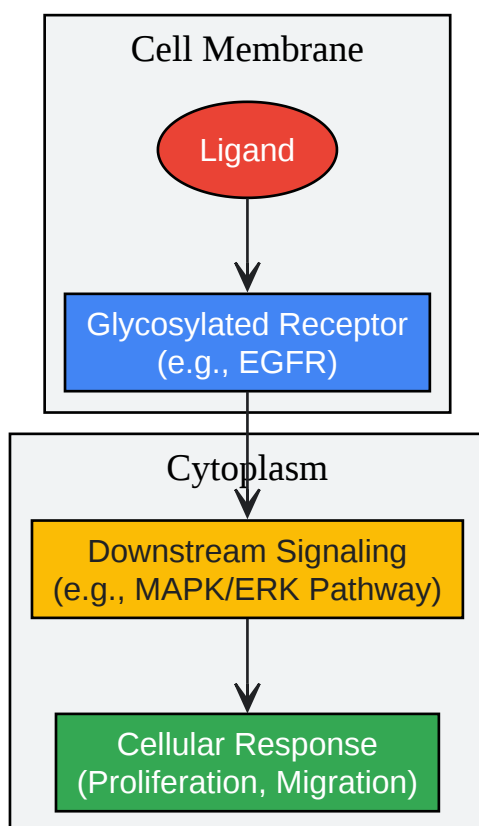 Cell Membrane
Ligand
Glycosylated Receptor
(e.g., EGFR)
Cytoplasm
Downstream Signaling
(e.g., MAPK/ERK Pathway)
Cellular Response
(Proliferation, Migration)